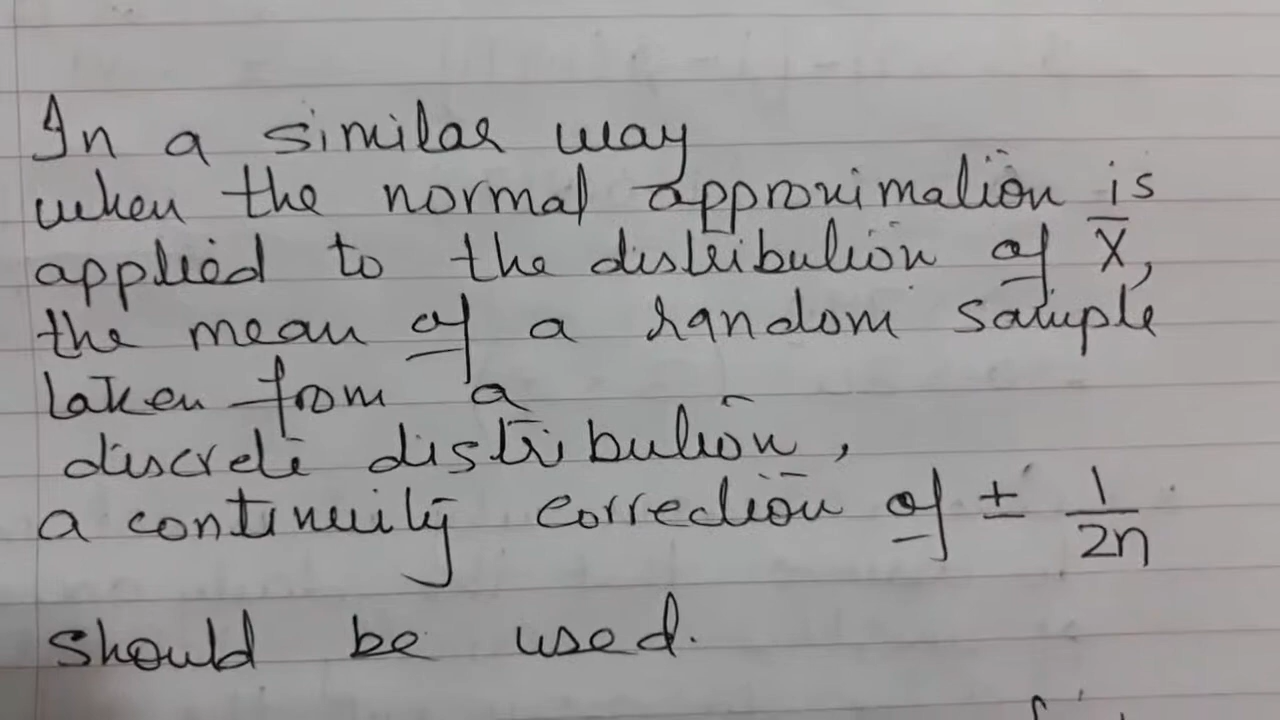 In a similar way
when the normal approximation is
applied to the distribution of X̄,
the mean of a random sample
taken from a
discrete distribution,
a continuity correction of ± 1/2n
should be used.